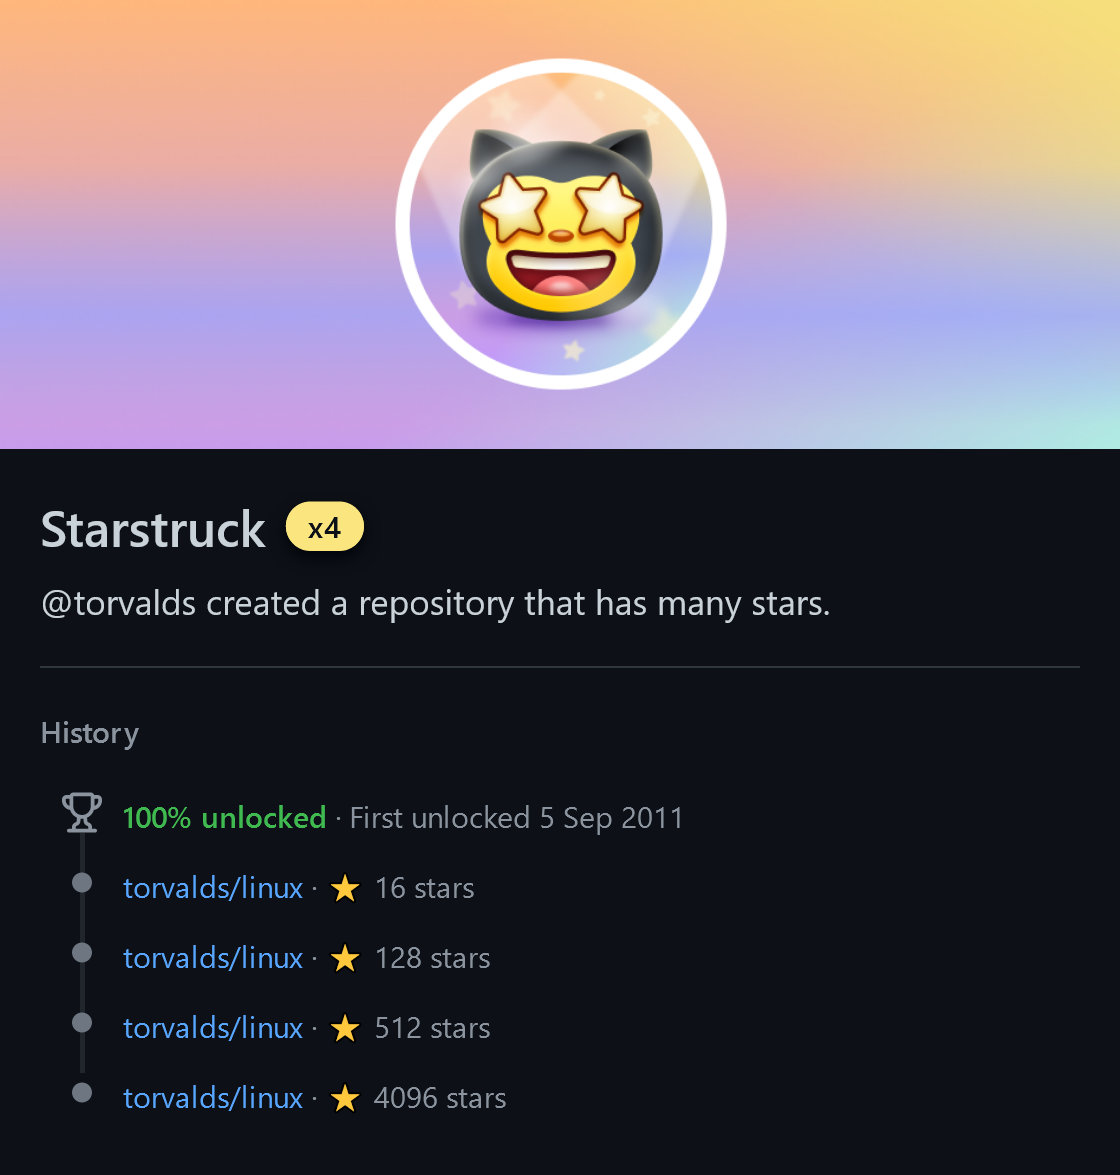 Starstruck x4
@torvalds created a repository that has many stars.
History
100% unlocked · First unlocked 5 Sep 2011
torvalds/linux · ⭐ 16 stars
torvalds/linux · ⭐ 128 stars
torvalds/linux · ⭐ 512 stars
torvalds/linux · ⭐ 4096 stars